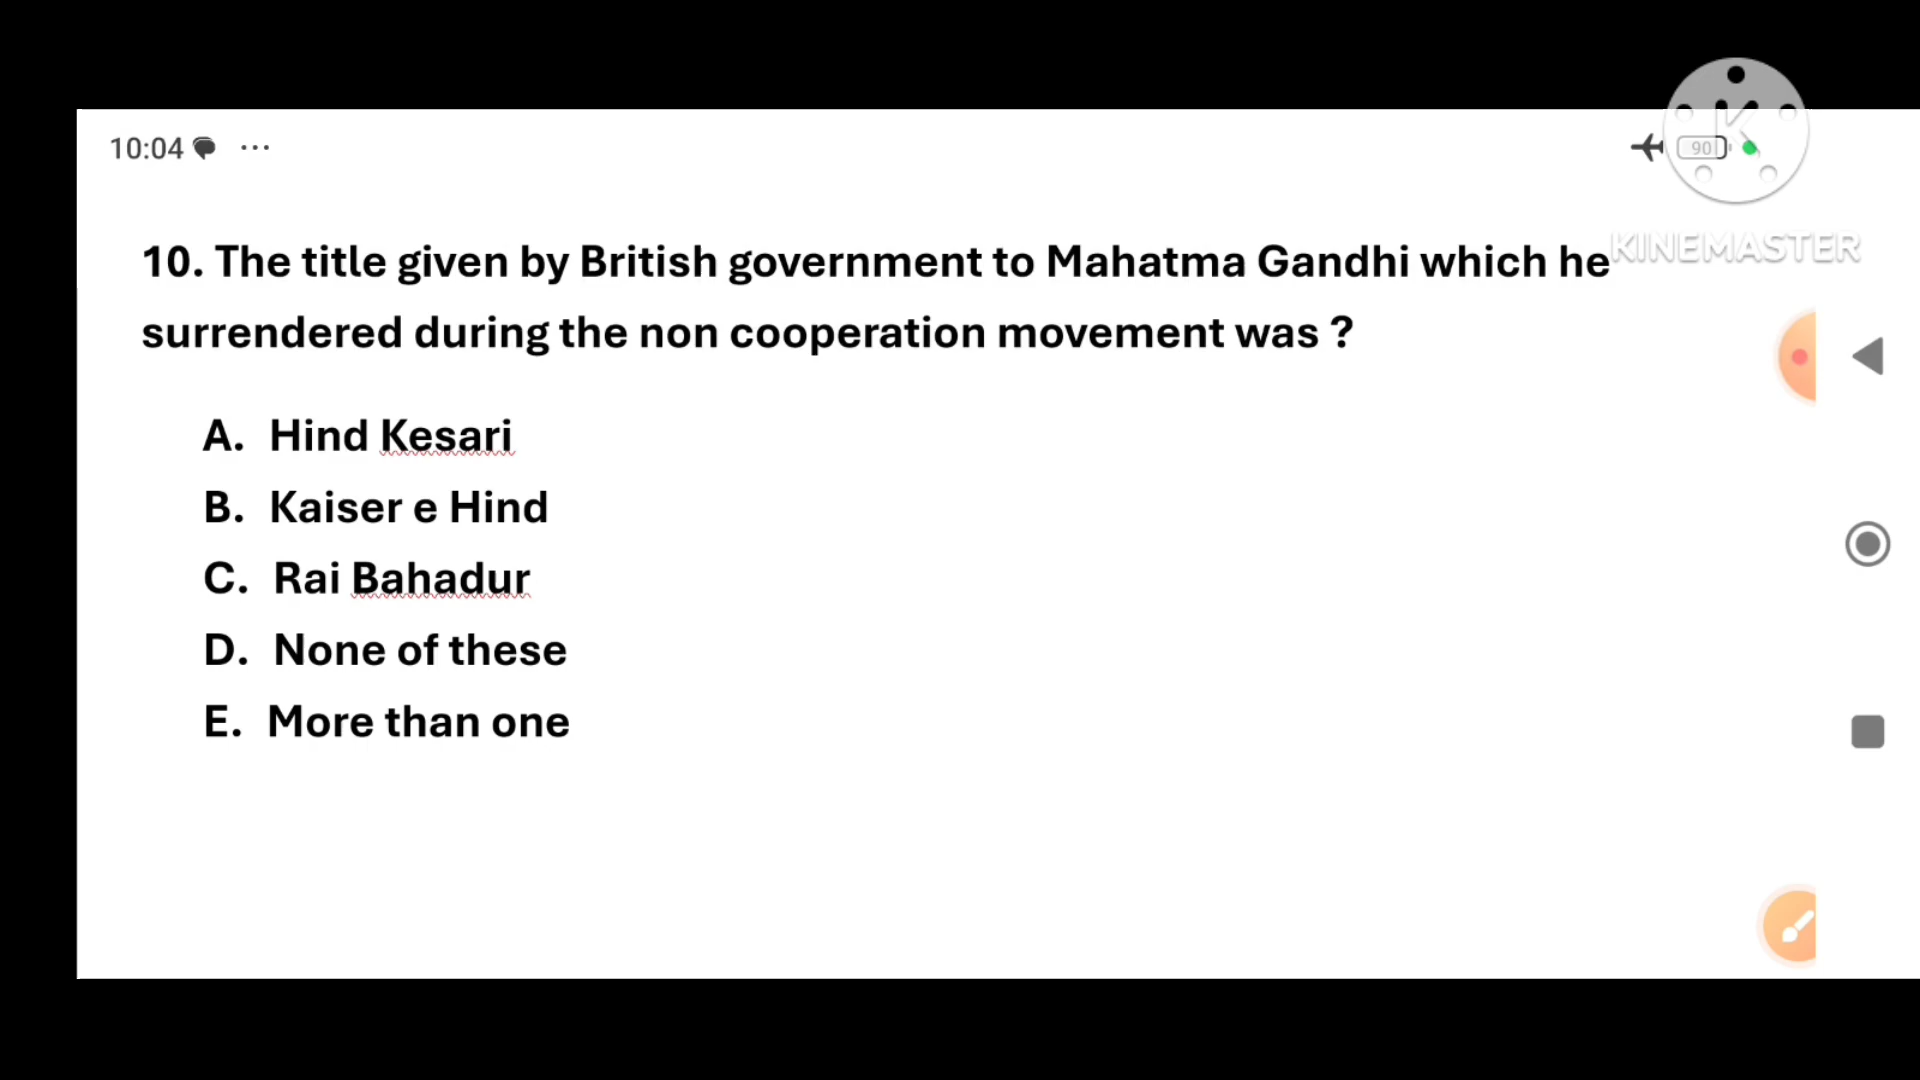 10:04 ...
90
KINEMASTER
10. The title given by British government to Mahatma Gandhi which he
surrendered during the non cooperation movement was ?
A. Hind Kesari
B. Kaiser e Hind
C. Rai Bahadur
D. None of these
E. More than one